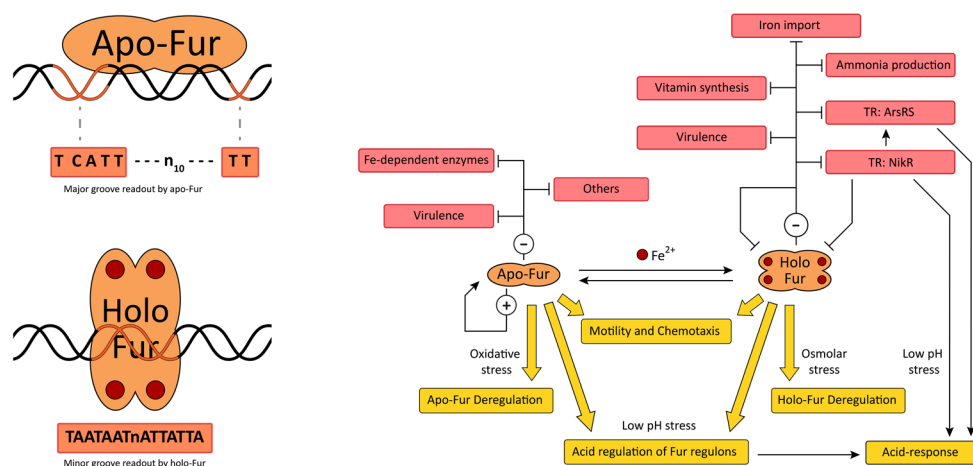 Apo-Fur
T C A T T
- - - n10 - - -
T T
Major groove readout by apo-Fur
Holo
Fur
TAATAATnATTATTA
Minor groove readout by holo-Fur
Iron import
Ammonia production
Vitamin synthesis
TR: ArsRS
Virulence
TR: NikR
Fe-dependent enzymes
Others
Virulence
−
−
Fe2+
Apo-Fur
Holo
Fur
+
Motility and Chemotaxis
Oxidative
stress
Osmolar
stress
Low pH
stress
Apo-Fur Deregulation
Holo-Fur Deregulation
Low pH stress
Acid regulation of Fur regulons
Acid-response